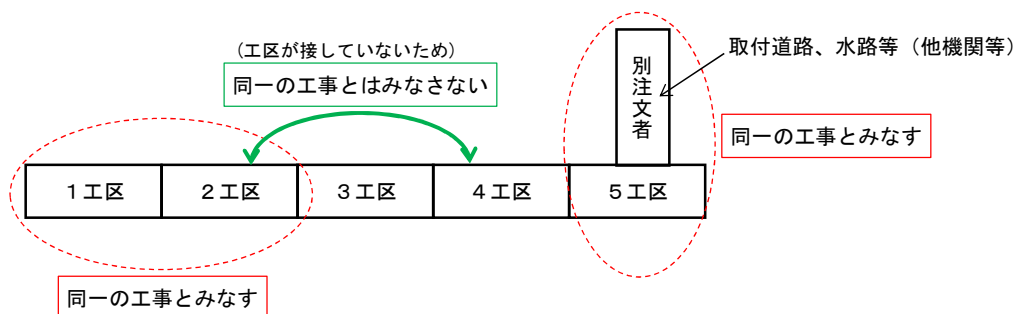 (工区が接していないため)
同一の工事とはみなさない
取付道路、水路等（他機関等）
別注文者
同一の工事とみなす
1工区
2工区
3工区
4工区
5工区
同一の工事とみなす